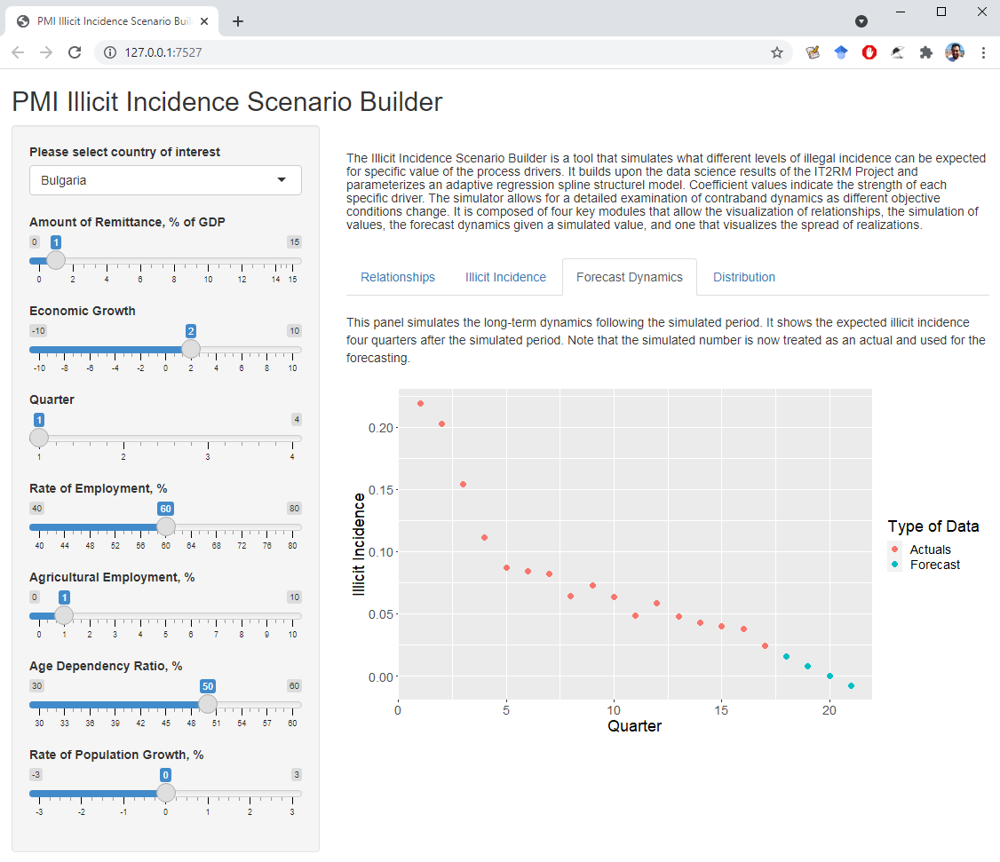 PMI Illicit Incidence Scenario Buil
127.0.0.1:7527
PMI Illicit Incidence Scenario Builder
Please select country of interest
Bulgaria
Amount of Remittance, % of GDP
0 1 15
0 2 4 6 8 10 12 14 15
Economic Growth
-10 2 10
-10 -8 -6 -4 -2 0 2 4 6 8 10
Quarter
1 4
1 2 3 4
Rate of Employment, %
40 60 80
40 44 48 52 56 60 64 68 72 76 80
Agricultural Employment, %
0 1 10
0 1 2 3 4 5 6 7 8 9 10
Age Dependency Ratio, %
30 50 60
30 33 36 39 42 45 48 51 54 57 60
Rate of Population Growth, %
-3 0 3
-3 -2 -1 0 1 2 3
The Illicit Incidence Scenario Builder is a tool that simulates what different levels of illegal incidence can be expected
for specific value of the process drivers. It builds upon the data science results of the IT2RM Project and
parameterizes an adaptive regression spline structurel model. Coefficient values indicate the strength of each
specific driver. The simulator allows for a detailed examination of contraband dynamics as different objective
conditions change. It is composed of four key modules that allow the visualization of relationships, the simulation of
values, the forecast dynamics given a simulated value, and one that visualizes the spread of realizations.
Relationships Illicit Incidence Forecast Dynamics Distribution
This panel simulates the long-term dynamics following the simulated period. It shows the expected illicit incidence
four quarters after the simulated period. Note that the simulated number is now treated as an actual and used for the
forecasting.
Illicit Incidence
0.20
0.15
0.10
0.05
0.00
0 5 10 15 20
Quarter
Type of Data
Actuals
Forecast